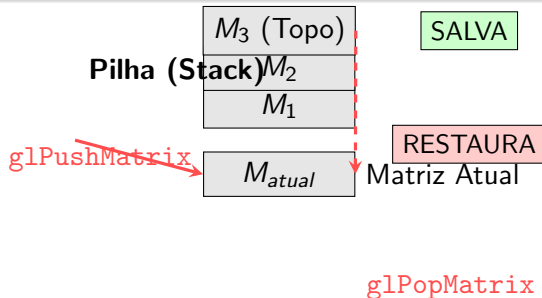 M3 (Topo)
SALVA
Pilha (Stack)
M2
M1
RESTAURA
glPushMatrix
Matual
Matriz Atual
glPopMatrix